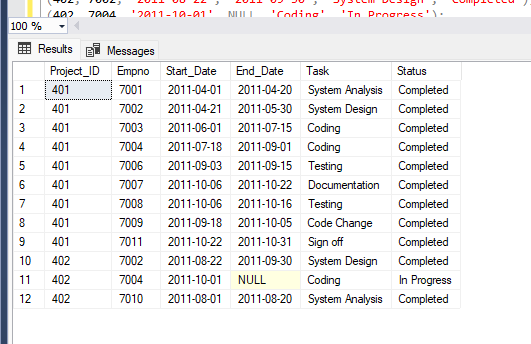 (402, 7002, '2011-08-22', '2011-09-30', 'System Design', 'Completed'
(402, 7004, '2011-10-01', NULL, 'Coding', 'In Progress');
100 %
Results Messages
Project_ID Empno Start_Date End_Date Task Status
1 401 7001 2011-04-01 2011-04-20 System Analysis Completed
2 401 7002 2011-04-21 2011-05-30 System Design Completed
3 401 7003 2011-06-01 2011-07-15 Coding Completed
4 401 7004 2011-07-18 2011-09-01 Coding Completed
5 401 7006 2011-09-03 2011-09-15 Testing Completed
6 401 7007 2011-10-06 2011-10-22 Documentation Completed
7 401 7008 2011-10-06 2011-10-16 Testing Completed
8 401 7009 2011-09-18 2011-10-05 Code Change Completed
9 401 7011 2011-10-22 2011-10-31 Sign off Completed
10 402 7002 2011-08-22 2011-09-30 System Design Completed
11 402 7004 2011-10-01 NULL Coding In Progress
12 402 7010 2011-08-01 2011-08-20 System Analysis Completed